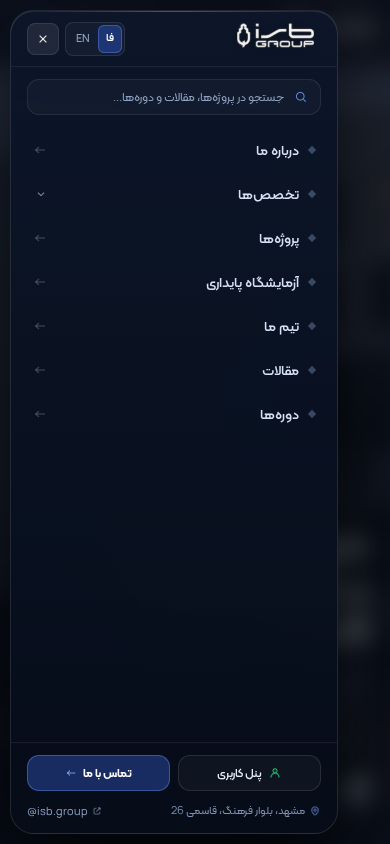 isb
GROUP
فا EN ×
جستجو در پروژه‌ها، مقالات و دوره‌ها...
درباره ما
تخصص‌ها
پروژه‌ها
آزمایشگاه پایداری
تیم ما
مقالات
دوره‌ها
پنل کاربری
تماس با ما
مشهد، بلوار فرهنگ، قاسمی 26
@isb.group